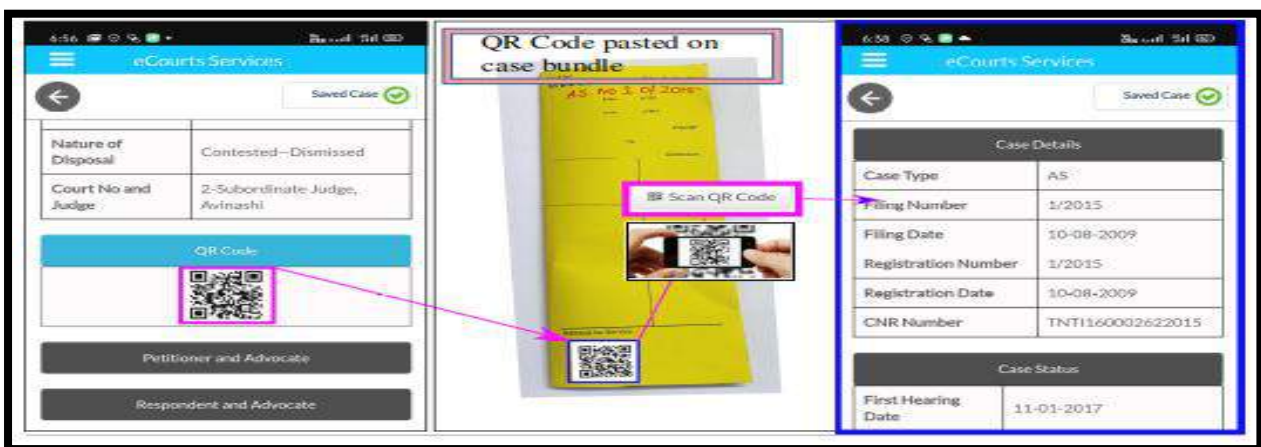 6:56
eCourts Services
Saved Case
Nature of
Disposal
Contested--Dismissed
Court No and
Judge
2-Subordinate Judge,
Avinashi
QR Code
Petitioner and Advocate
Respondent and Advocate
QR Code pasted on
case bundle
AS no 1 of 2015
Scan QR Code
6:58
eCourts Services
Saved Case
Case Details
Case Type
AS
Filing Number
1/2015
Filing Date
10-08-2009
Registration Number
1/2015
Registration Date
10-08-2009
CNR Number
TNTI160002622015
Case Status
First Hearing
Date
11-01-2017